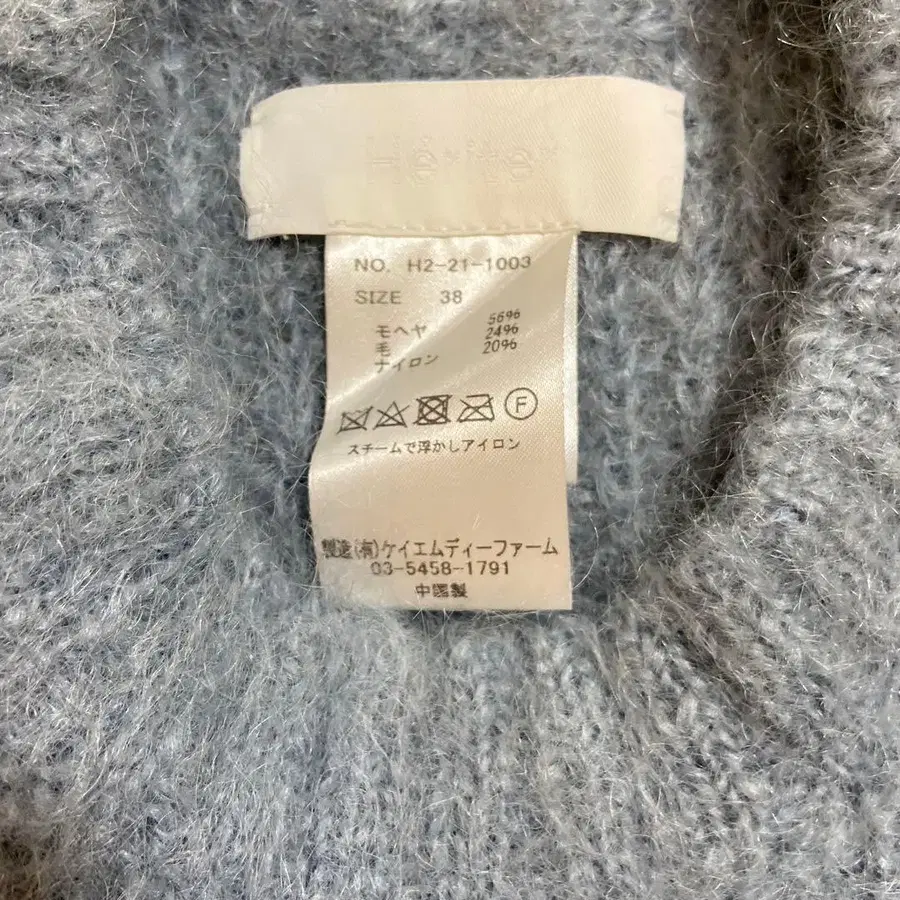 NO. H2-21-1003
SIZE 38
モヘヤ 56%
毛 24%
ナイロン 20%
F
スチームで浮かしアイロン
製造(有)ケイエムディーファーム
03-5458-1791
中国製